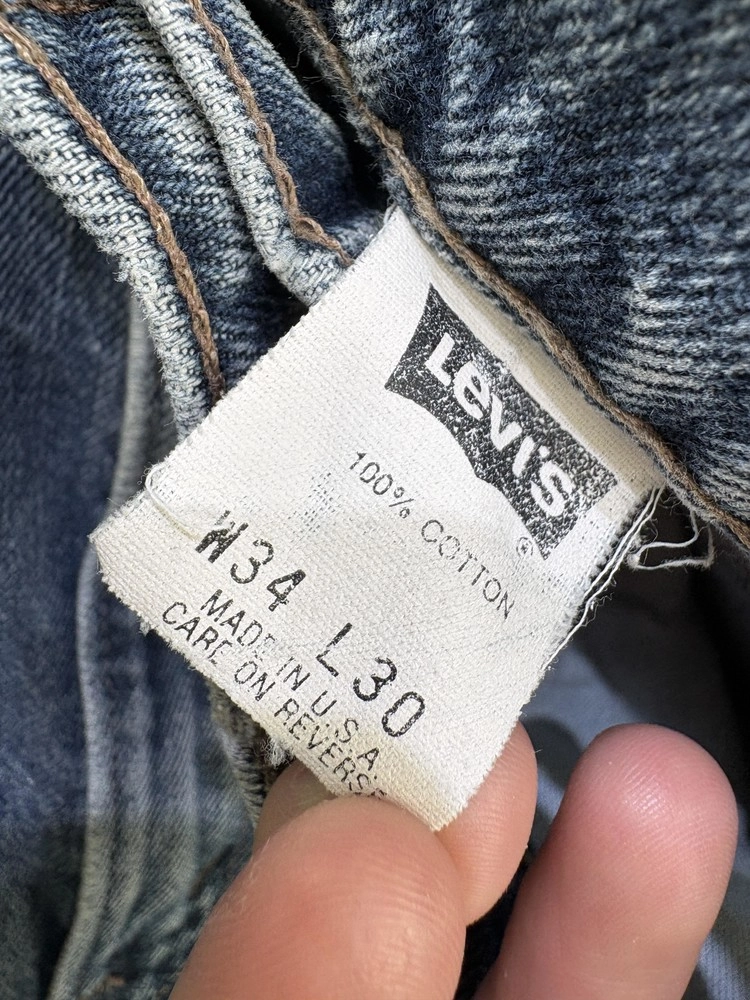 LEVI'S
®
100% COTTON
W34 L30
MADE IN U.S.A.
CARE ON REVERSE